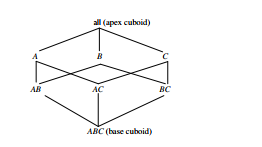 all (apex cuboid)
A B C
AB AC BC
ABC (base cuboid)